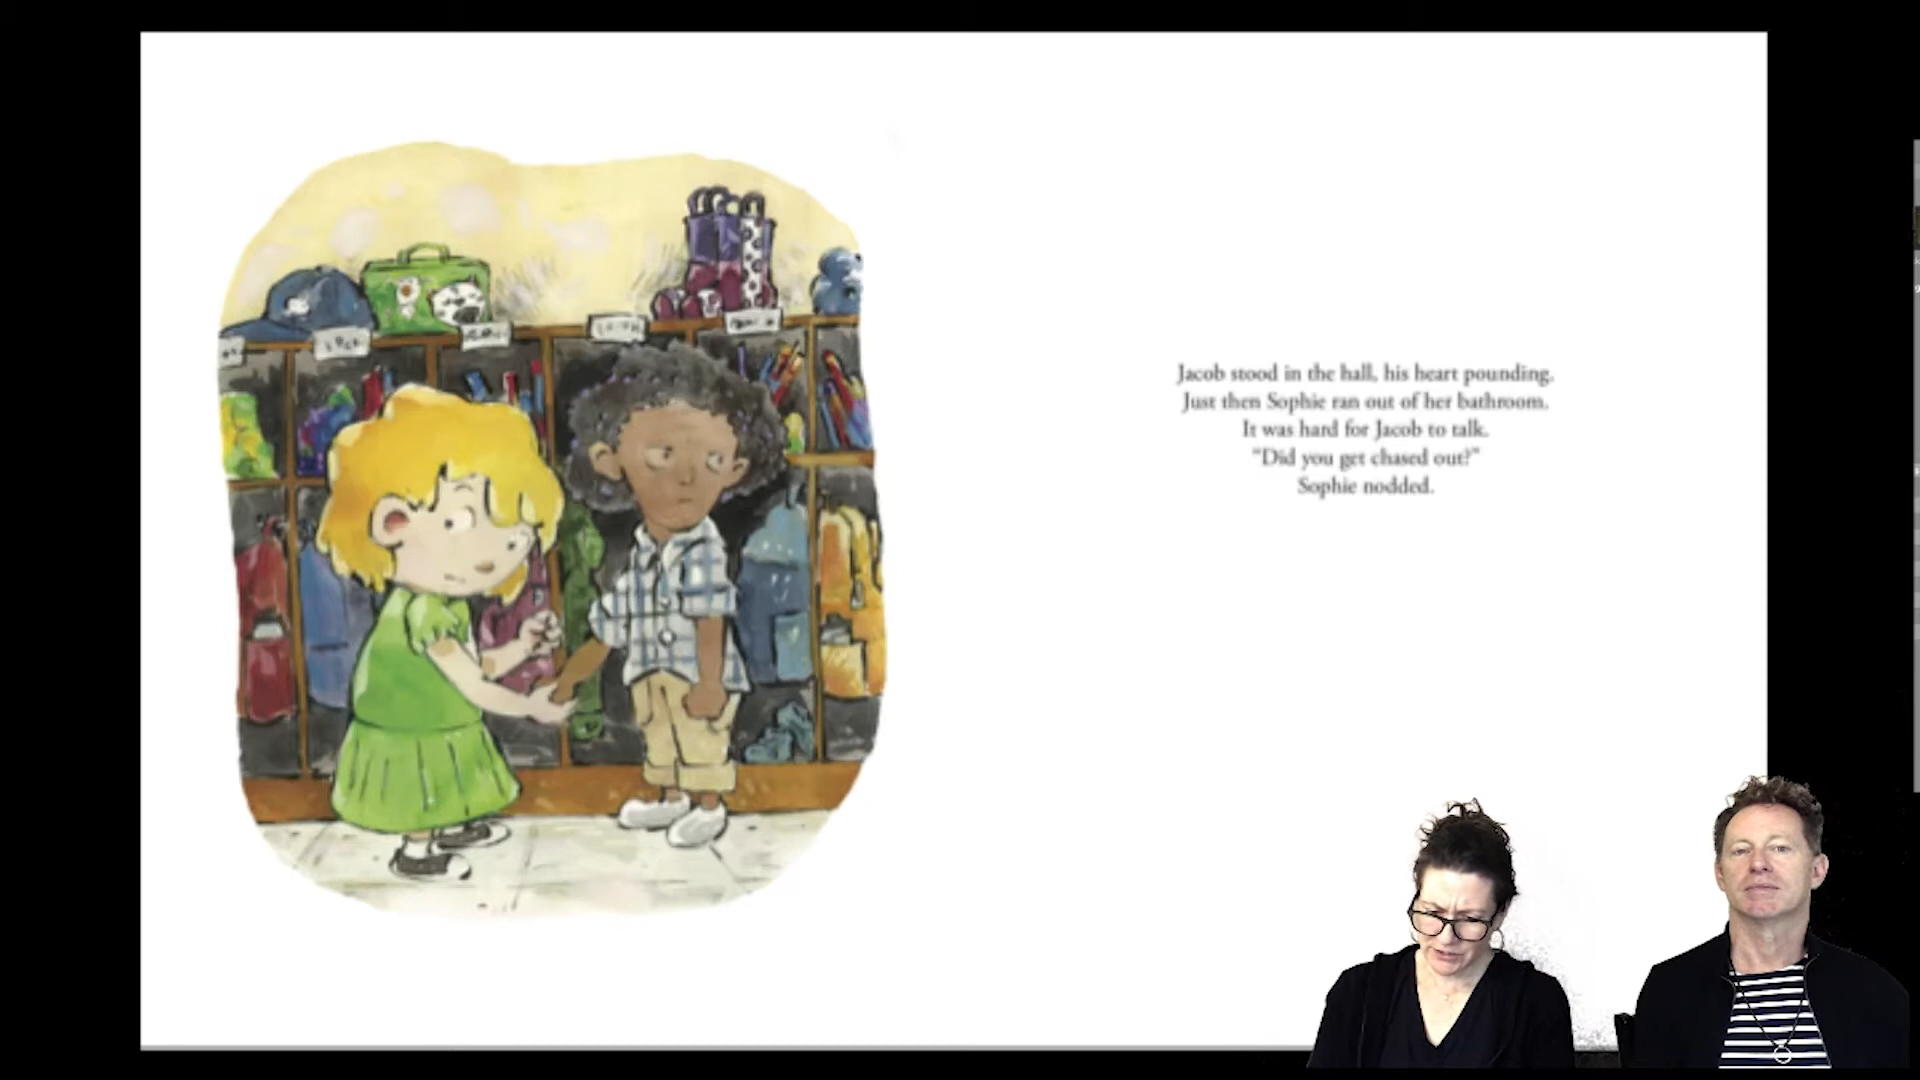 Jacob stood in the hall, his heart pounding.
Just then Sophie ran out of her bathroom.
It was hard for Jacob to talk.
“Did you get chased out?”
Sophie nodded.